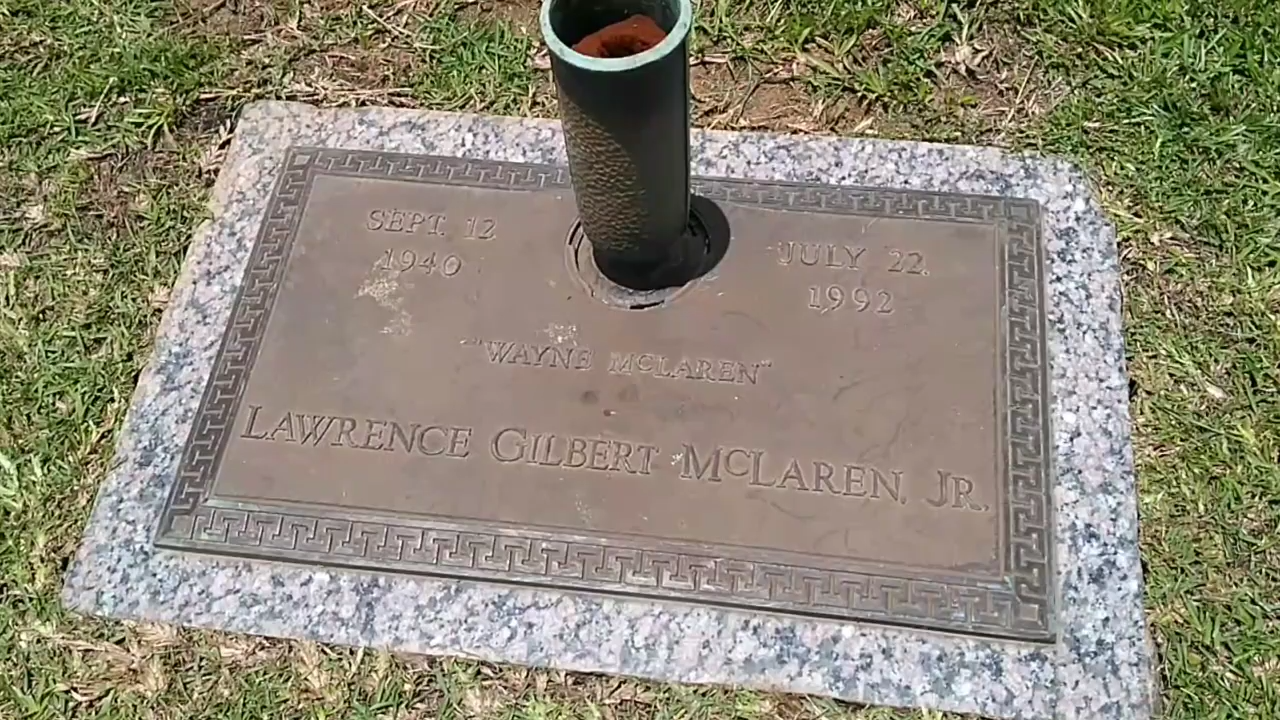 SEPT. 12
1940
JULY 22,
1992
"WAYNE MCLAREN"
LAWRENCE GILBERT MCLAREN, JR.